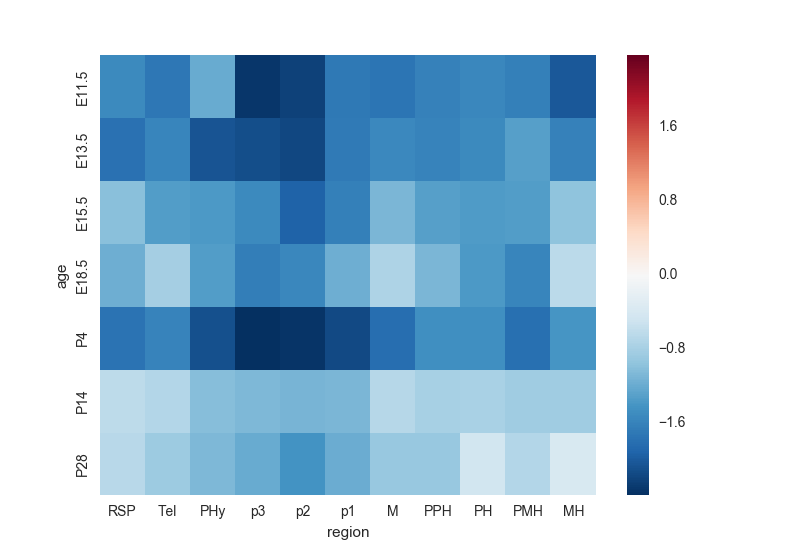 E11.5
E13.5
E15.5
E18.5
P4
P14
P28
age
RSP Tel PHy p3 p2 p1 M PPH PH PMH MH
region
1.6
0.8
0.0
−0.8
−1.6